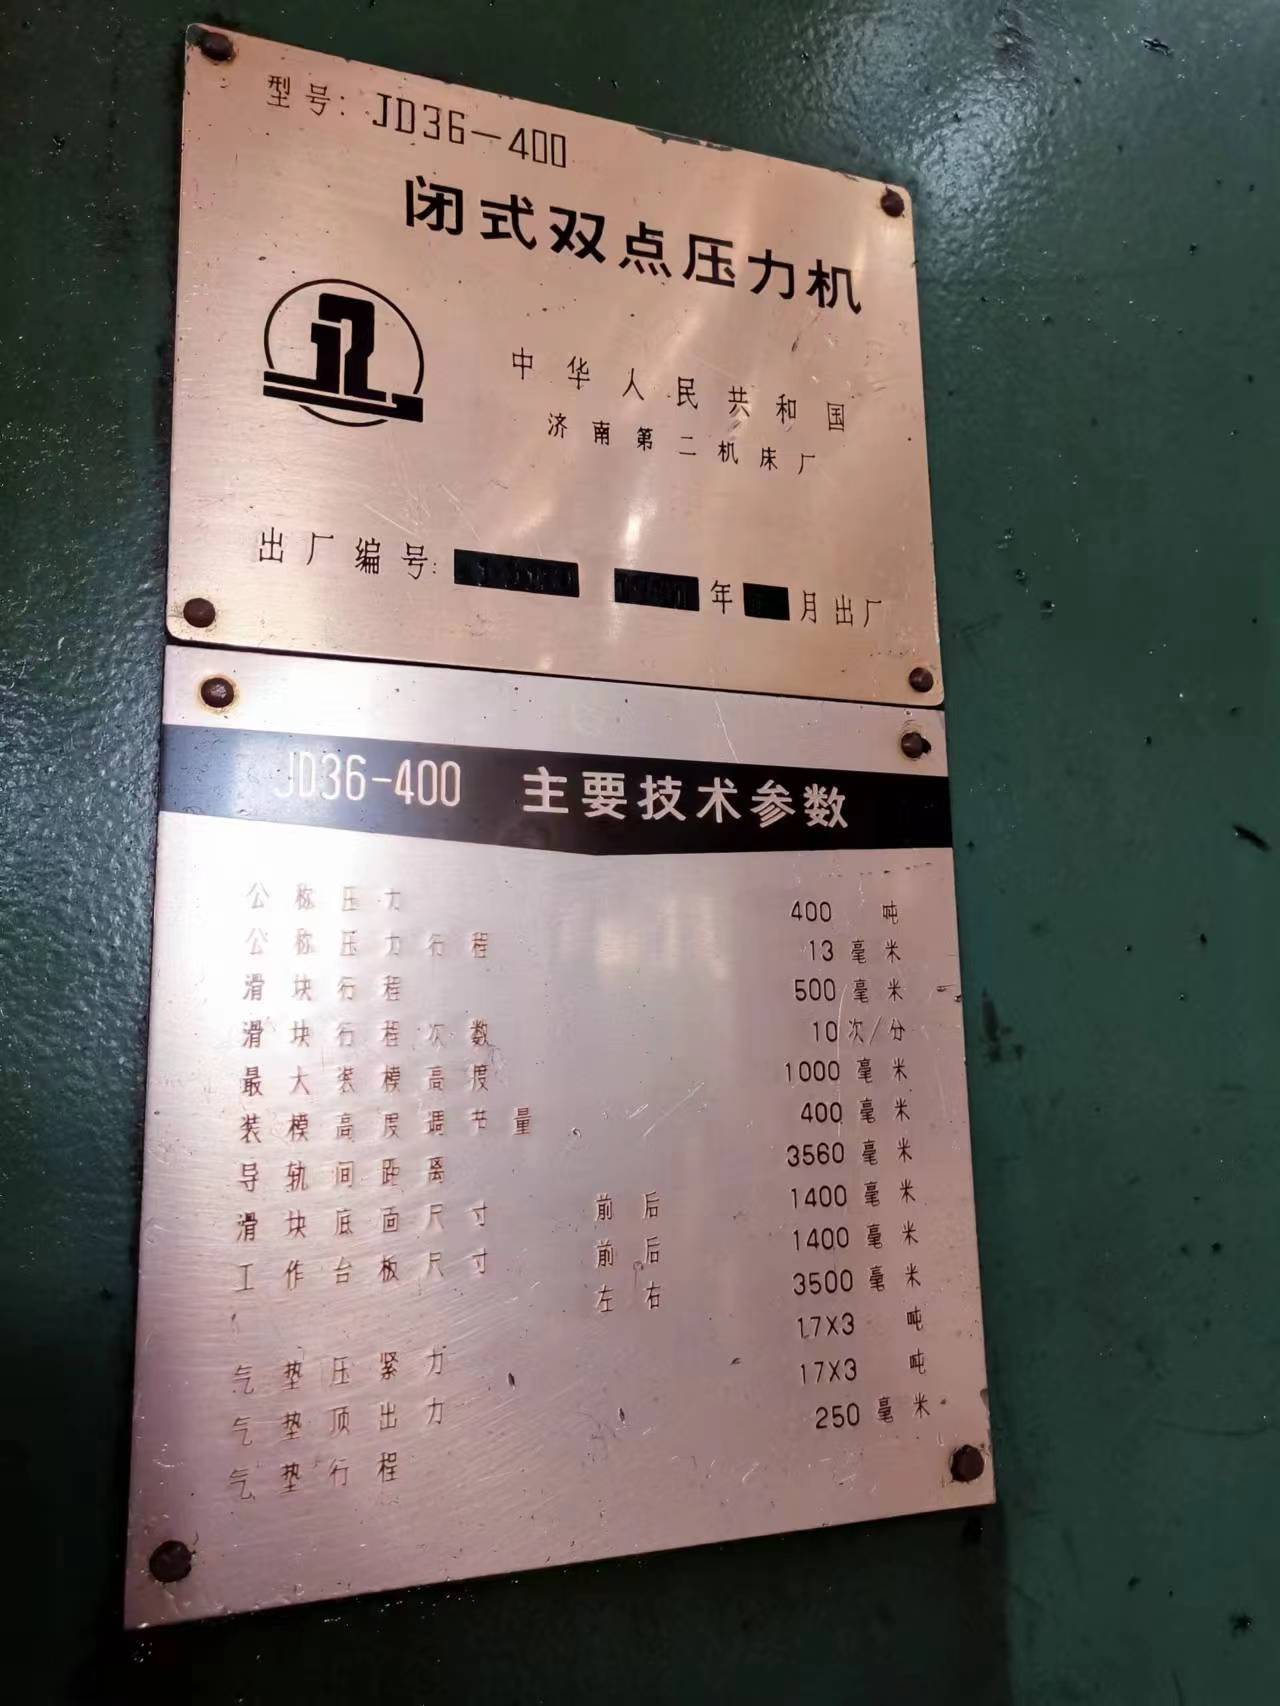 型号: JD36-400
闭式双点压力机
中华人民共和国
济南第二机床厂
出厂编号: 年 月出厂
JD36-400 主要技术参数
公称压力 400 吨
公称压力行程 13 毫米
滑块行程 500 毫米
滑块行程次数 10 次/分
最大装模高度 1000 毫米
装模高度调节量 400 毫米
导轨间距离 3560 毫米
滑块底面尺寸 前后 1400 毫米
工作台板尺寸 前后 1400 毫米
左右 3500 毫米
气垫压紧力 17X3 吨
气垫顶出力 17X3 吨
气垫行程 250 毫米